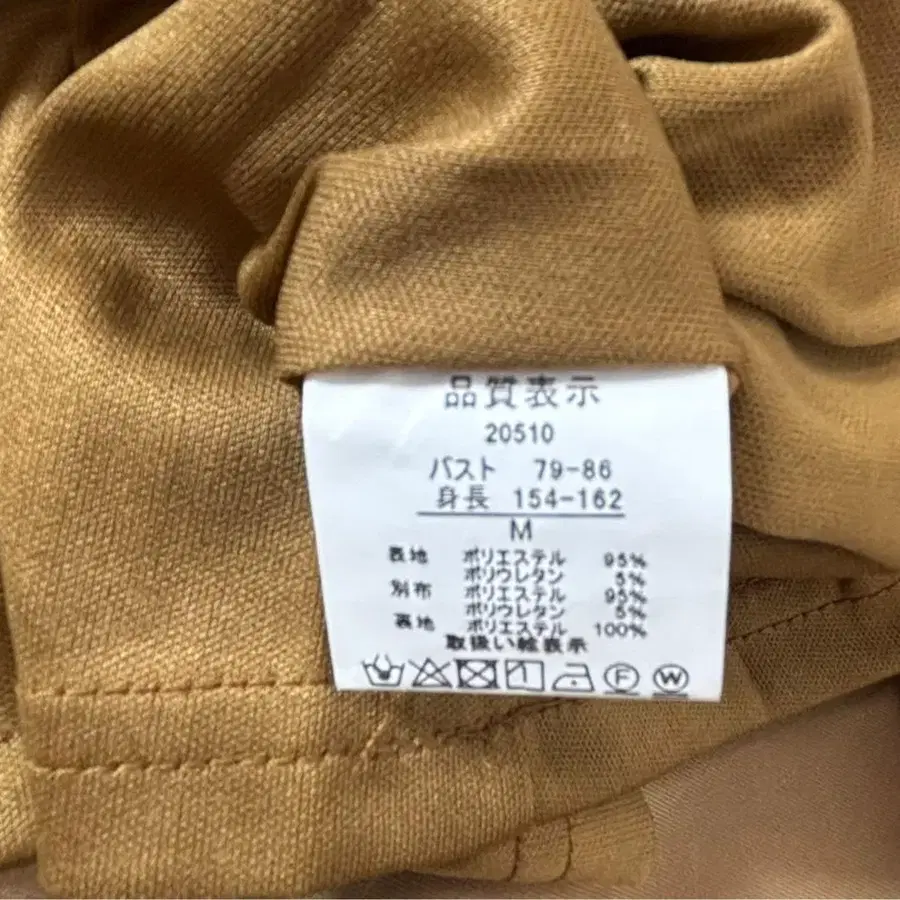 品質表示
20510
バスト 79-86
身長 154-162
M
表地 ポリエステル 95%
ポリウレタン 5%
別布 ポリエステル 95%
ポリウレタン 5%
裏地 ポリエステル 100%
取扱い絵表示
F W